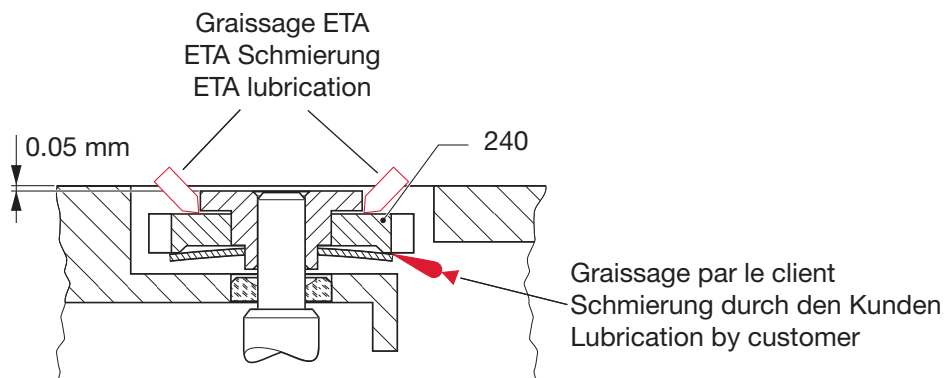 Graissage ETA
ETA Schmierung
ETA lubrication
0.05 mm
240
Graissage par le client
Schmierung durch den Kunden
Lubrication by customer